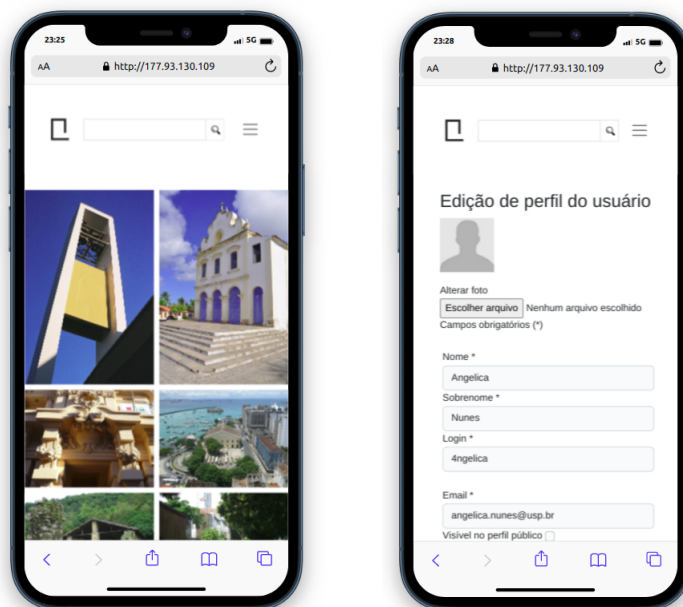 23:25
5G
AA
http://177.93.130.109
23:28
5G
AA
http://177.93.130.109
Edição de perfil do usuário
Alterar foto
Escolher arquivo Nenhum arquivo escolhido
Campos obrigatórios (*)
Nome *
Angelica
Sobrenome *
Nunes
Login *
4ngelica
Email *
angelica.nunes@usp.br
Visível no perfil público